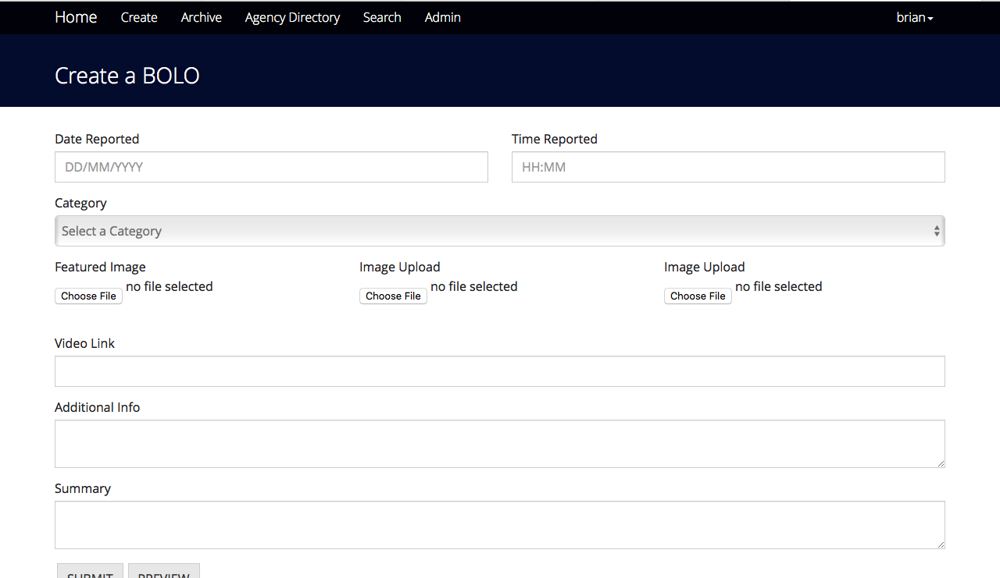 Home Create Archive Agency Directory Search Admin brian
Create a BOLO
Date Reported Time Reported
DD/MM/YYYY HH:MM
Category
Select a Category
Featured Image Image Upload Image Upload
Choose File no file selected Choose File no file selected Choose File no file selected
Video Link
Additional Info
Summary
SUBMIT PREVIEW